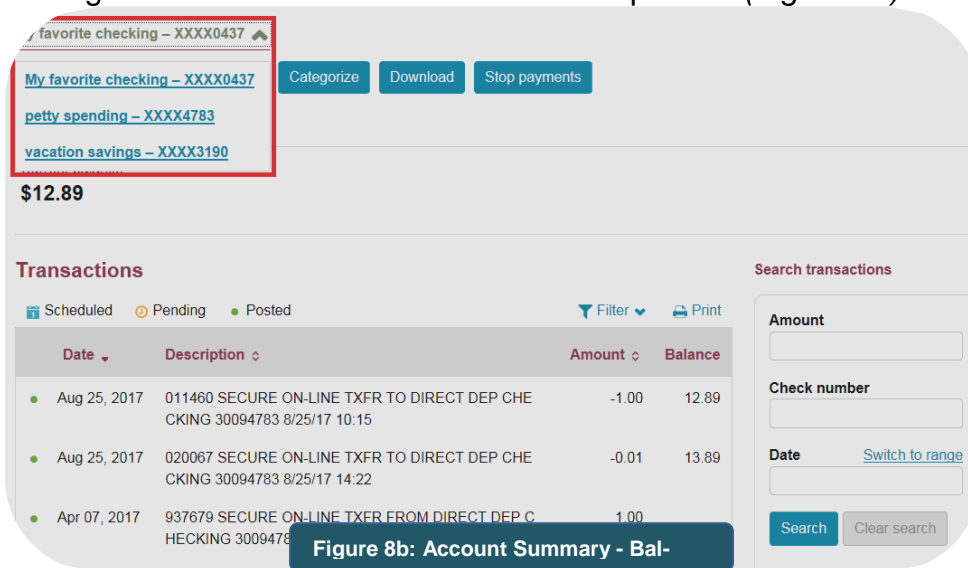 My favorite checking – XXXX0437
My favorite checking – XXXX0437
petty spending – XXXX4783
vacation savings – XXXX3190
Categorize Download Stop payments
$12.89
Transactions
Scheduled Pending Posted Filter Print
Date Description Amount Balance
Aug 25, 2017 011460 SECURE ON-LINE TXFR TO DIRECT DEP CHE -1.00 12.89
CKING 30094783 8/25/17 10:15
Aug 25, 2017 020067 SECURE ON-LINE TXFR TO DIRECT DEP CHE -0.01 13.89
CKING 30094783 8/25/17 14:22
Apr 07, 2017 937679 SECURE ON-LINE TXFR FROM DIRECT DEP C 1.00
HECKING 3009478
Search transactions
Amount
Check number
Date Switch to range
Search Clear search
Figure 8b: Account Summary - Bal-